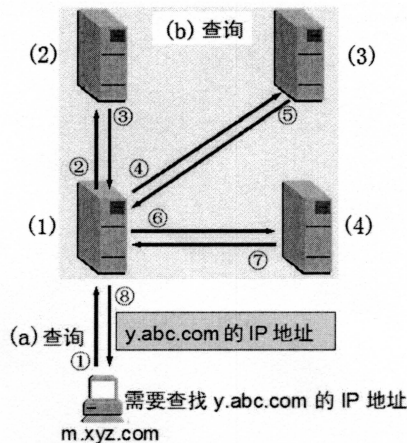 (b) 查询
(2)
(3)
③
⑤
②
④
(1)
⑥
(4)
⑦
⑧
(a) 查询
y.abc.com 的 IP 地址
①
需要查找 y.abc.com 的 IP 地址
m.xyz.com